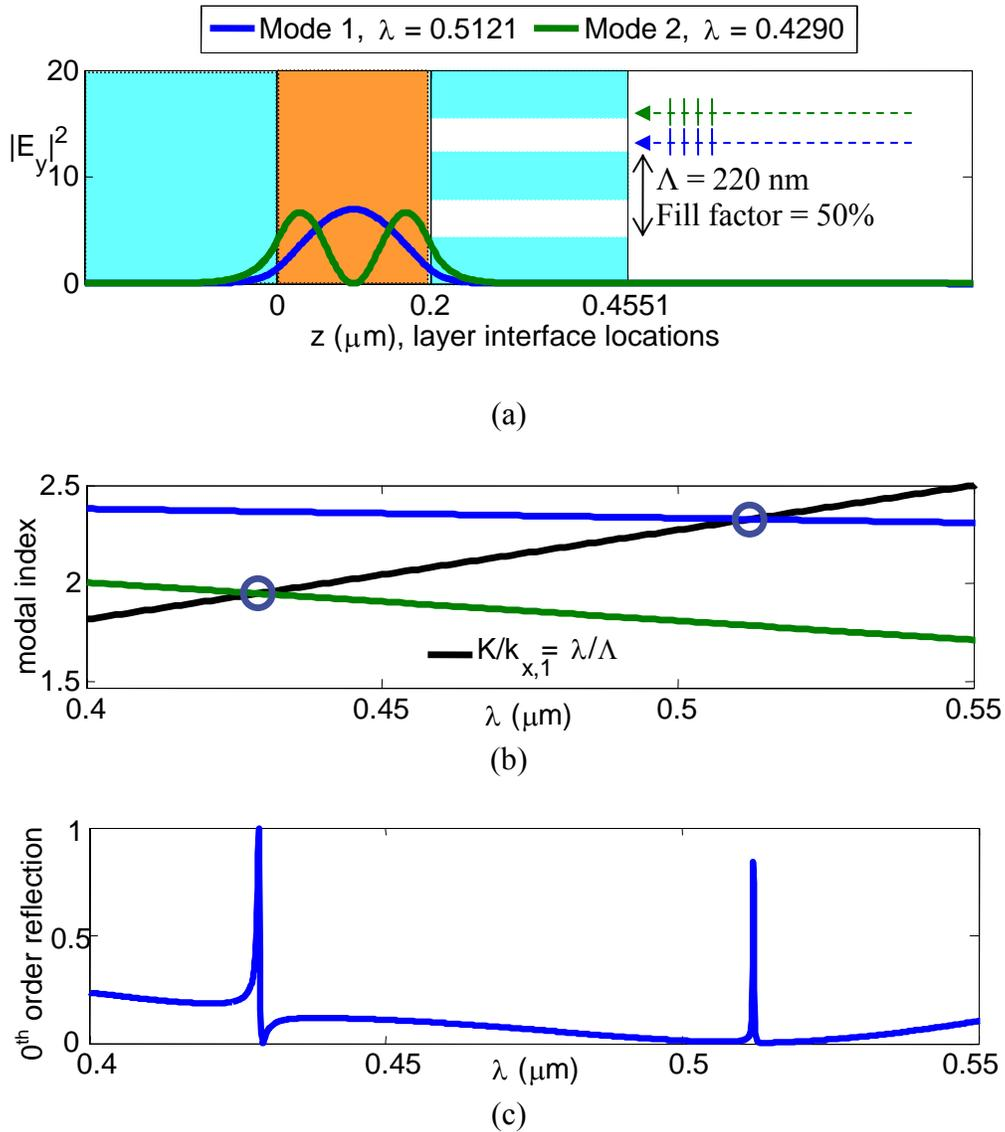 Mode 1, λ = 0.5121 Mode 2, λ = 0.4290
20
|E_y|^2
10
0
Λ = 220 nm
Fill factor = 50%
0 0.2 0.4551
z (μm), layer interface locations
(a)
2.5
modal index
2
1.5
K/k_x,1 = λ/Λ
0.4 0.45 0.5 0.55
λ (μm)
(b)
1
0th order reflection
0.5
0
0.4 0.45 0.5 0.55
λ (μm)
(c)